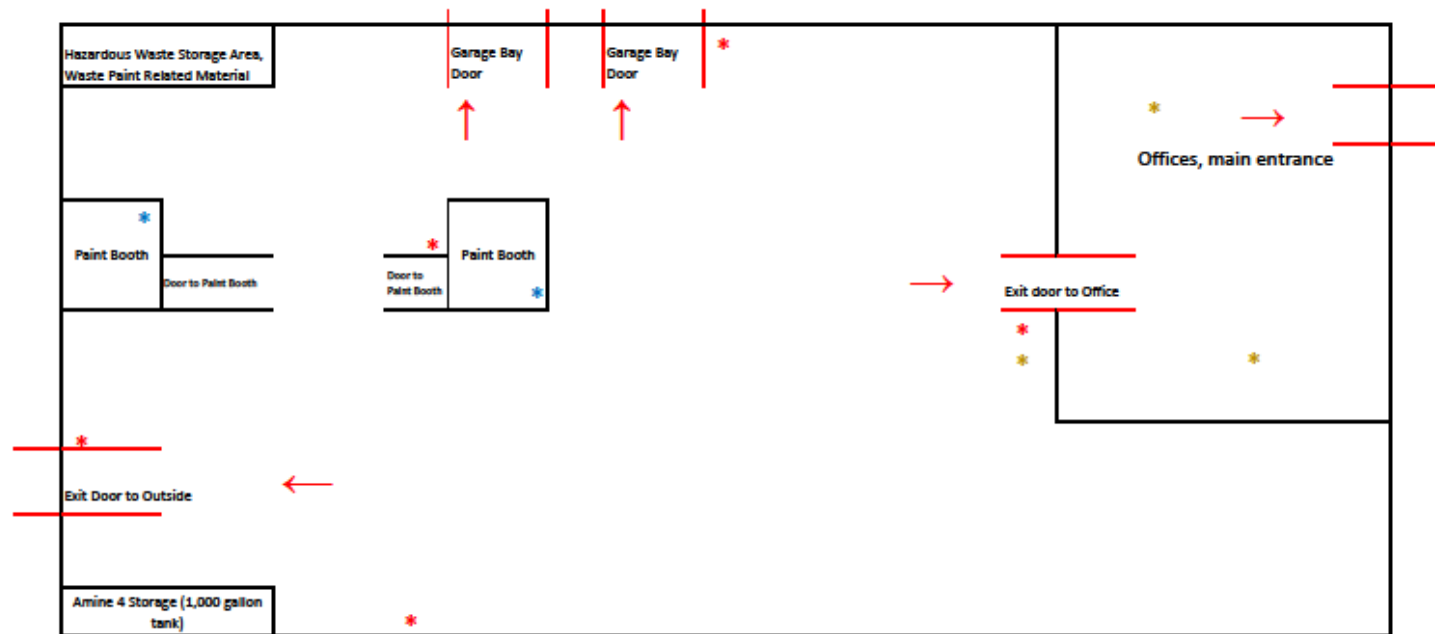 Hazardous Waste Storage Area,
Waste Paint Related Material
Garage Bay
Door
Garage Bay
Door
*
*
→
↑
↑
Offices, main entrance
*
Paint Booth
*
Paint Booth
Door to Paint Booth
Door to
Paint Booth
*
→
Exit door to Office
*
*
*
*
Exit Door to Outside
←
Amine 4 Storage (1,000 gallon
tank)
*